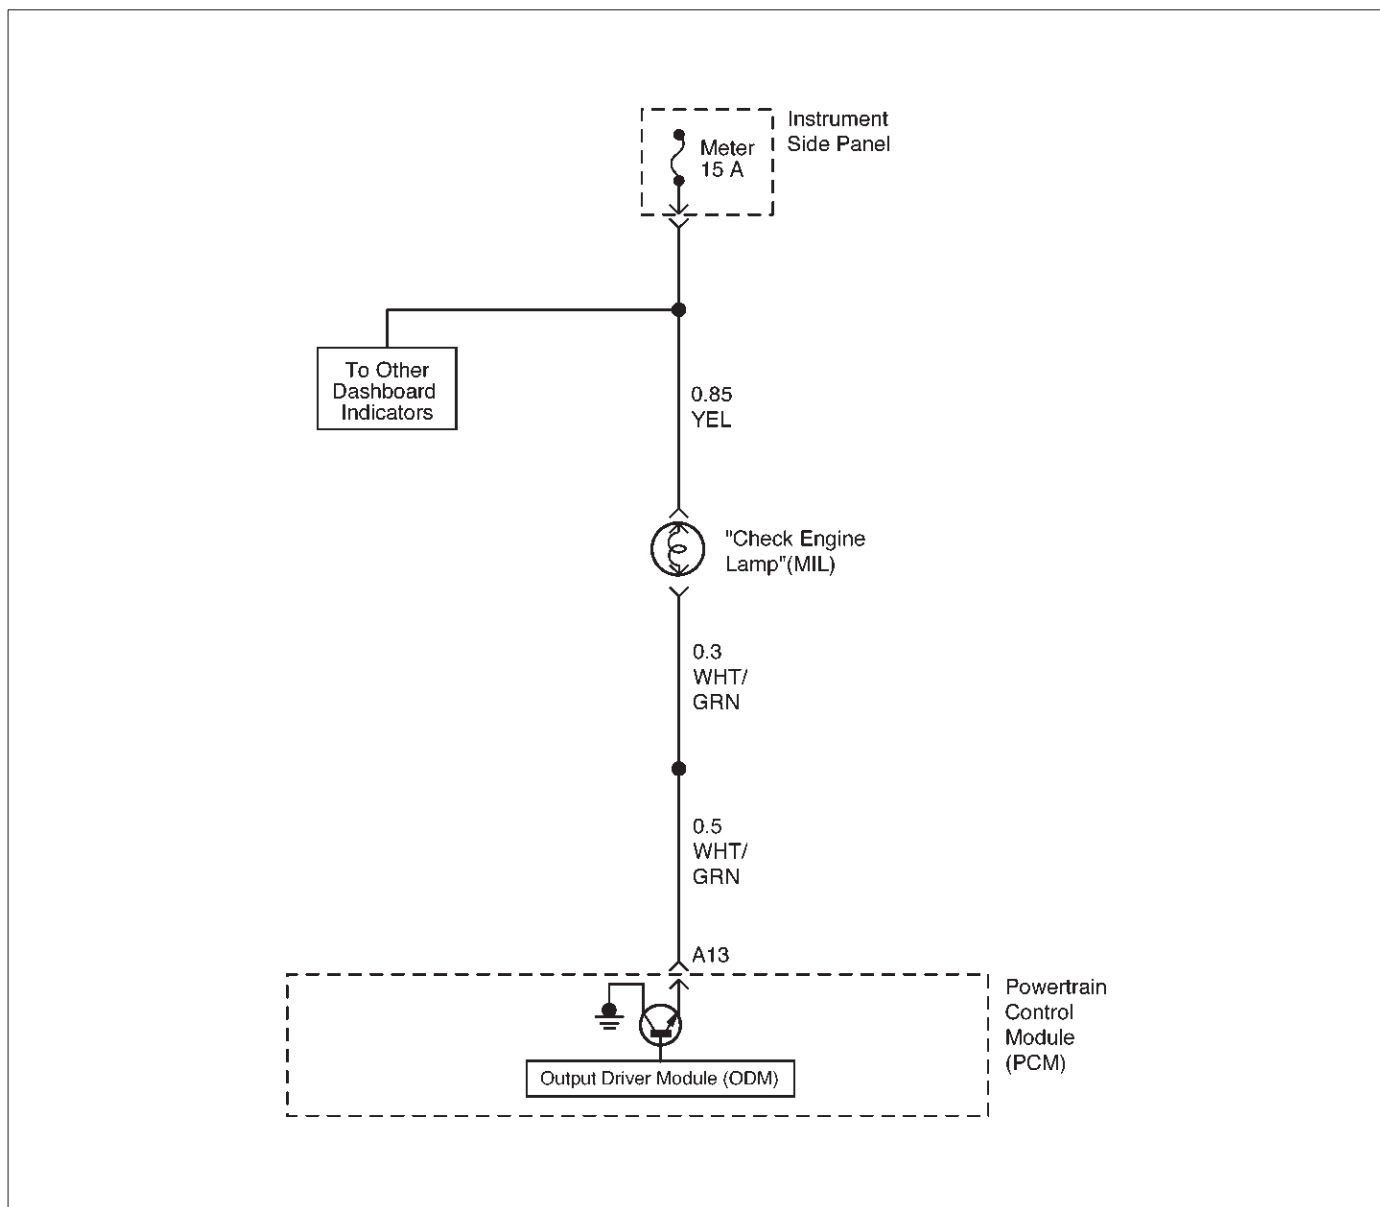 Instrument
Side Panel
Meter
15 A
To Other
Dashboard
Indicators
0.85
YEL
"Check Engine
Lamp"(MIL)
0.3
WHT/
GRN
0.5
WHT/
GRN
A13
Powertrain
Control
Module
(PCM)
Output Driver Module (ODM)